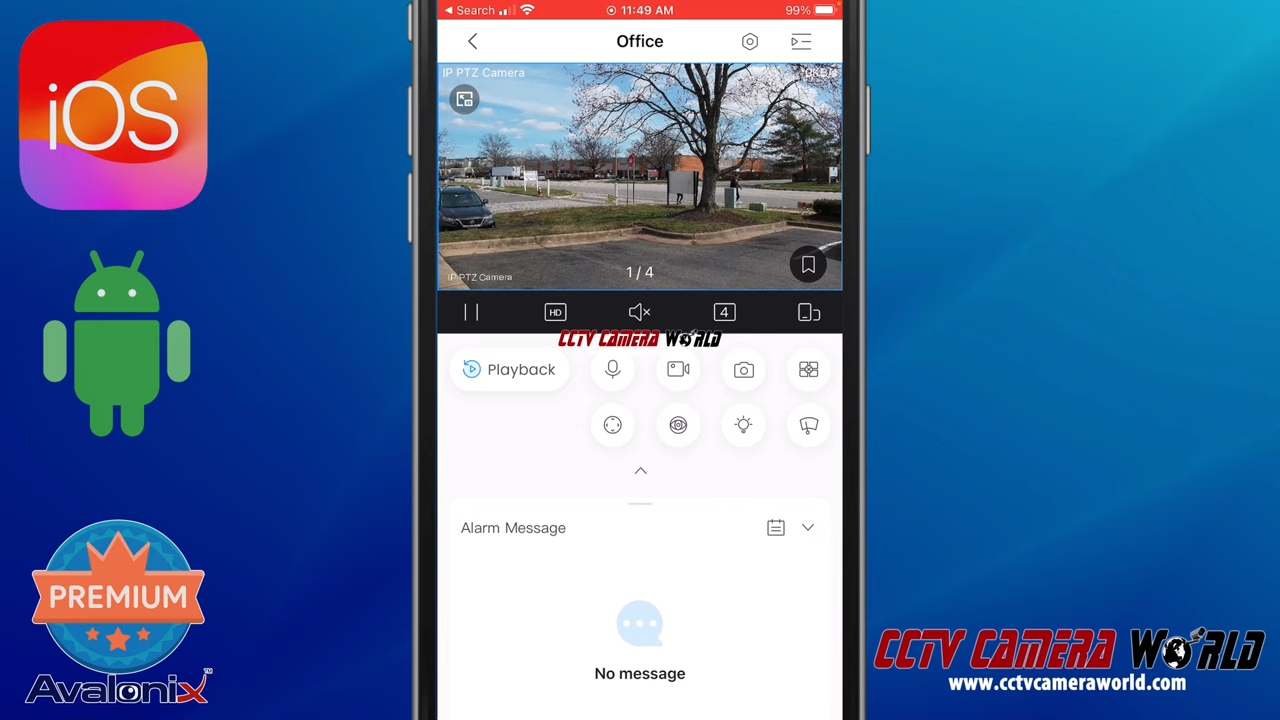 iOS
PREMIUM
Avalonix™
Search
11:49 AM
99%
Office
IP PTZ Camera
IP PTZ Camera
1 / 4
HD
4
CCTV CAMERA WORLD
Playback
Alarm Message
No message
CCTV CAMERA WORLD
www.cctvcameraworld.com